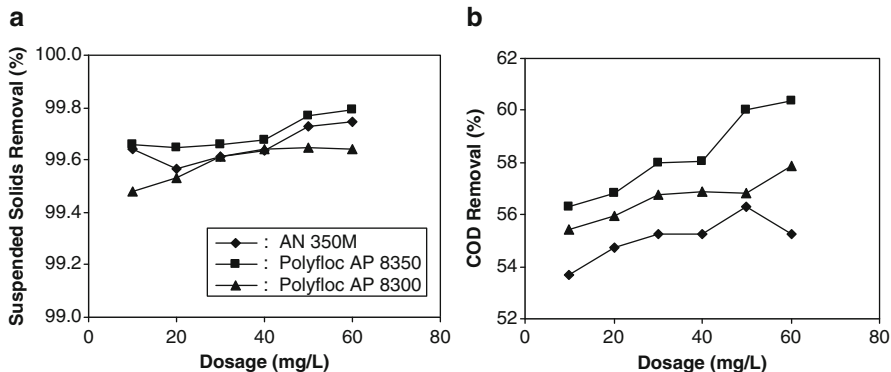 a
Suspended Solids Removal (%)
100.0
99.8
99.6
99.4
99.2
99.0
0
20
40
60
80
Dosage (mg/L)
: AN 350M
: Polyfloc AP 8350
: Polyfloc AP 8300
b
COD Removal (%)
62
60
58
56
54
52
0
20
40
60
80
Dosage (mg/L)